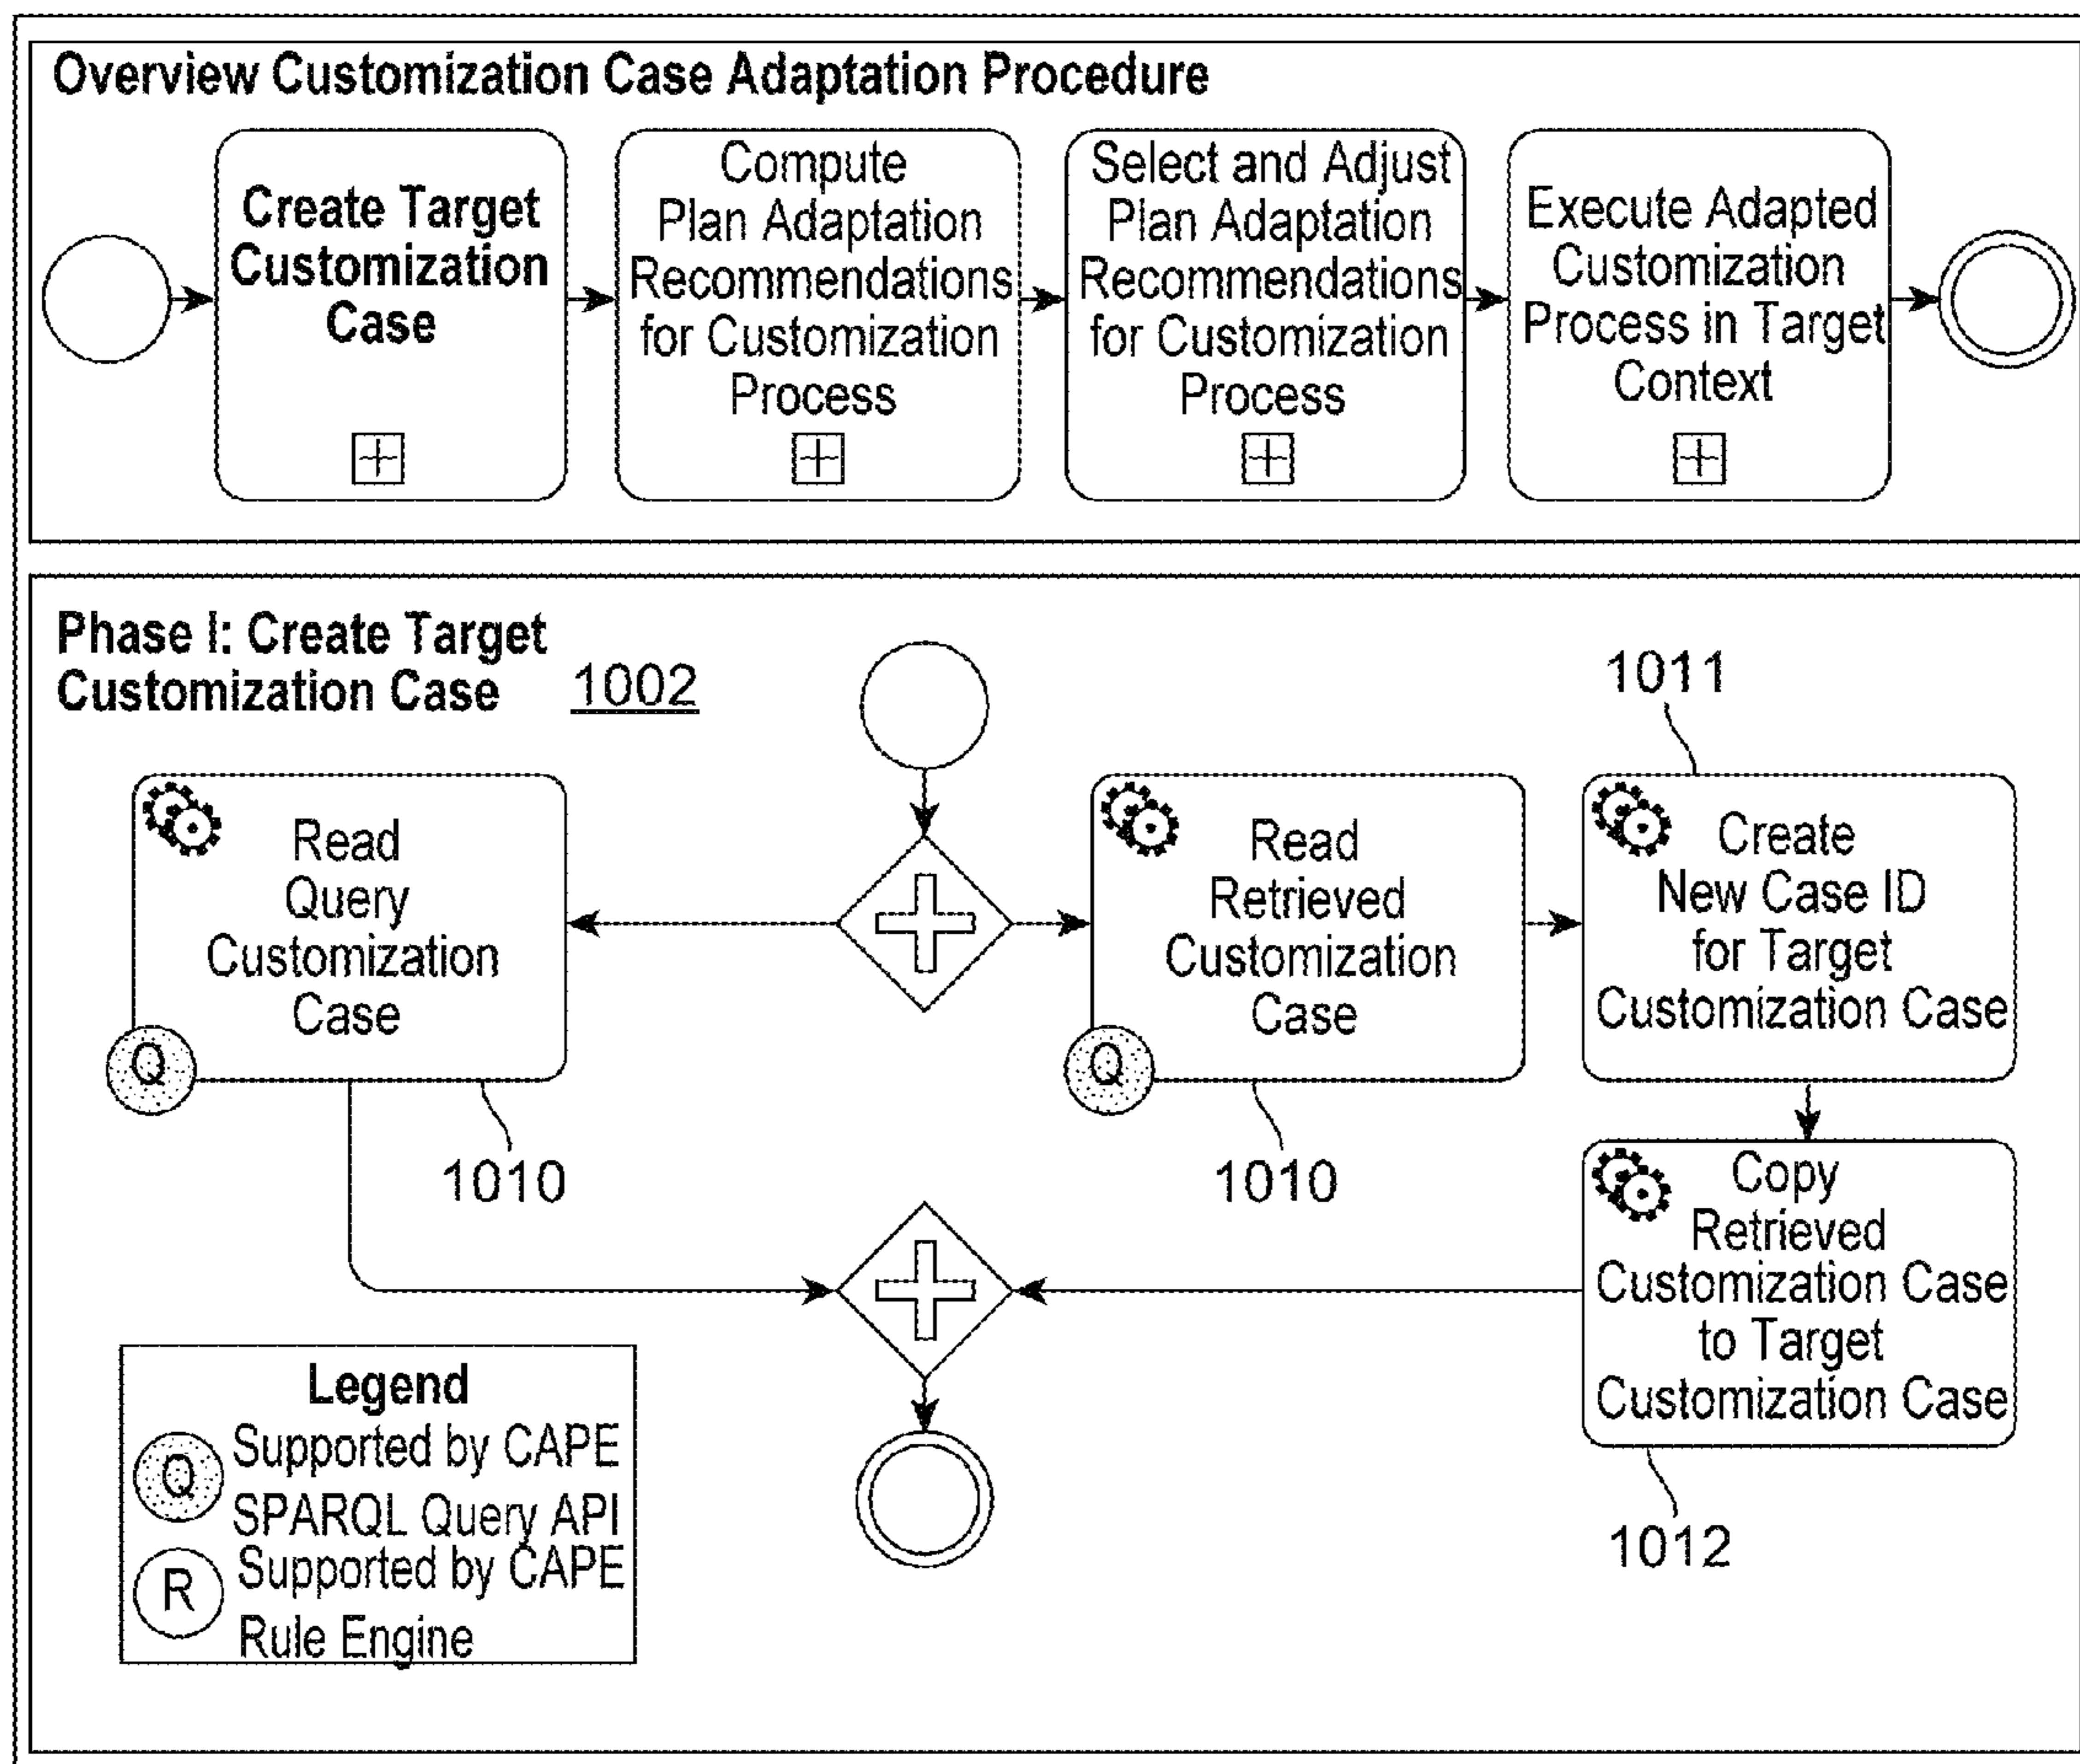 Overview Customization Case Adaptation Procedure
Create Target
Customization
Case
Compute
Plan Adaptation
Recommendations
for Customization
Process
Select and Adjust
Plan Adaptation
Recommendations
for Customization
Process
Execute Adapted
Customization
Process in Target
Context
Phase I: Create Target
Customization Case 1002
1011
Read
Query
Customization
Case
Q
1010
Read
Retrieved
Customization
Case
Q
1010
Create
New Case ID
for Target
Customization Case
Copy
Retrieved
Customization Case
to Target
Customization Case
1012
Legend
Q Supported by CAPE
SPARQL Query API
R Supported by CAPE
Rule Engine